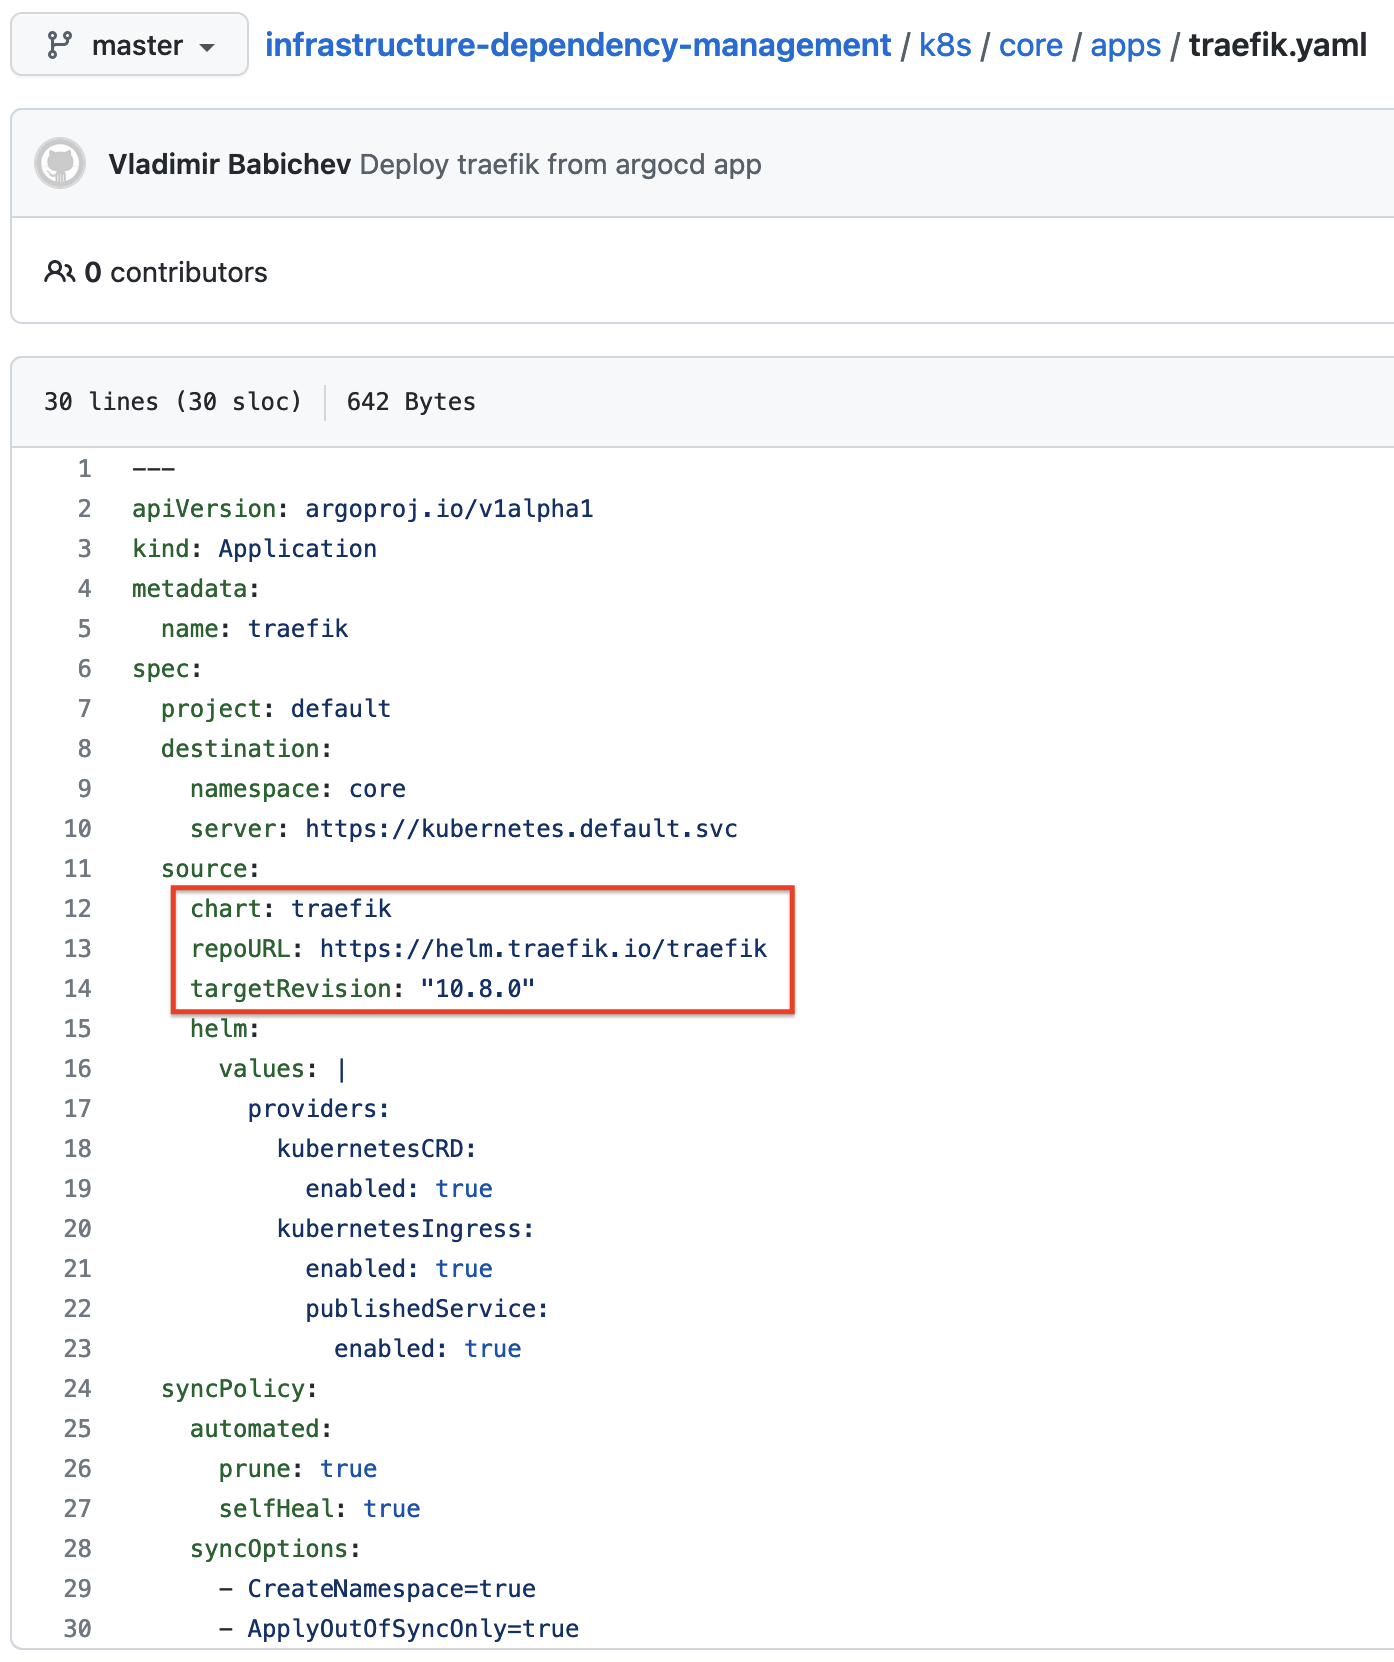 master infrastructure-dependency-management / k8s / core / apps / traefik.yaml
Vladimir Babichev Deploy traefik from argocd app
0 contributors
30 lines (30 sloc) 642 Bytes
1 ---
2 apiVersion: argoproj.io/v1alpha1
3 kind: Application
4 metadata:
5   name: traefik
6 spec:
7   project: default
8   destination:
9     namespace: core
10     server: https://kubernetes.default.svc
11   source:
12     chart: traefik
13     repoURL: https://helm.traefik.io/traefik
14     targetRevision: "10.8.0"
15     helm:
16       values: |
17         providers:
18           kubernetesCRD:
19             enabled: true
20           kubernetesIngress:
21             enabled: true
22             publishedService:
23               enabled: true
24   syncPolicy:
25     automated:
26       prune: true
27       selfHeal: true
28     syncOptions:
29       - CreateNamespace=true
30       - ApplyOutOfSyncOnly=true